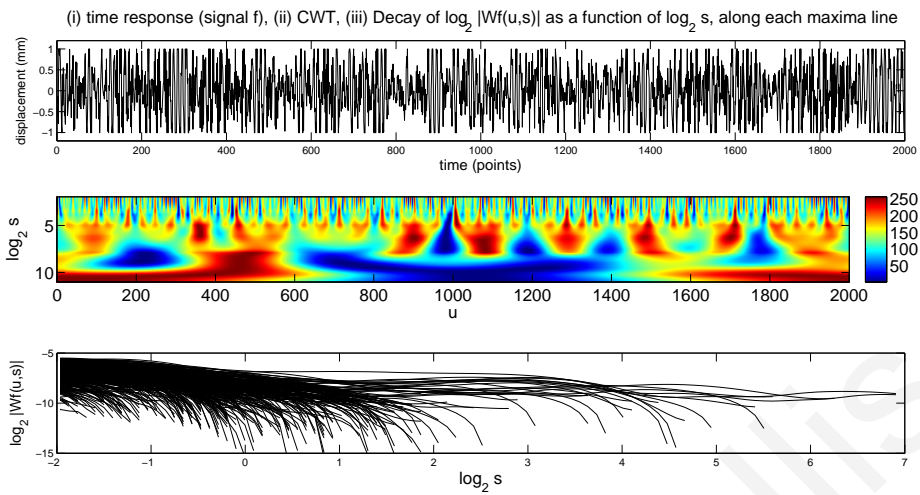 (i) time response (signal f), (ii) CWT, (iii) Decay of log2 |Wf(u,s)| as a function of log2 s, along each maxima line
displacement (mm)
1
0.5
0
−0.5
−1
0 200 400 600 800 1000 1200 1400 1600 1800 2000
time (points)
log2 s
5
10
0 200 400 600 800 1000 1200 1400 1600 1800 2000
u
250
200
150
100
50
log2 |Wf(u,s)|
−5
−10
−15
−2 −1 0 1 2 3 4 5 6 7
log2 s